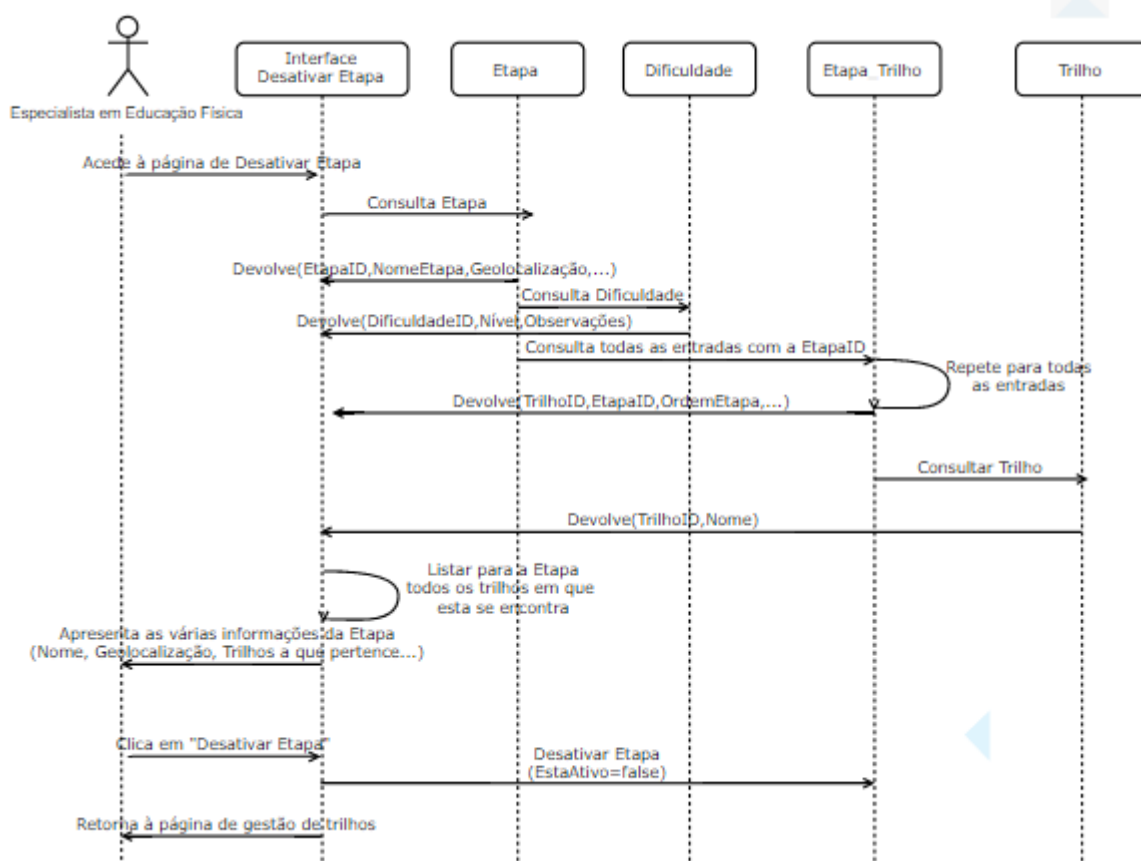 Interface
Desativar Etapa
Etapa
Dificuldade
Etapa_Trilho
Trilho
Especialista em Educação Física
Acede à página de Desativar Etapa
Consulta Etapa
Devolve(EtapaID,NomeEtapa,Geolocalização,...)
Consulta Dificuldade
Devolve(DificuldadeID,Nível,Observações)
Consulta todas as entradas com a EtapaID
Repete para todas
as entradas
Devolve(TrilhoID,EtapaID,OrdemEtapa,...)
Consultar Trilho
Devolve(TrilhoID,Nome)
Listar para a Etapa
todos os trilhos em que
esta se encontra
Apresenta as várias informações da Etapa
(Nome, Geolocalização, Trilhos a que pertence...)
Clica em "Desativar Etapa"
Desativar Etapa
(EstaAtivo=false)
Retorna à página de gestão de trilhos